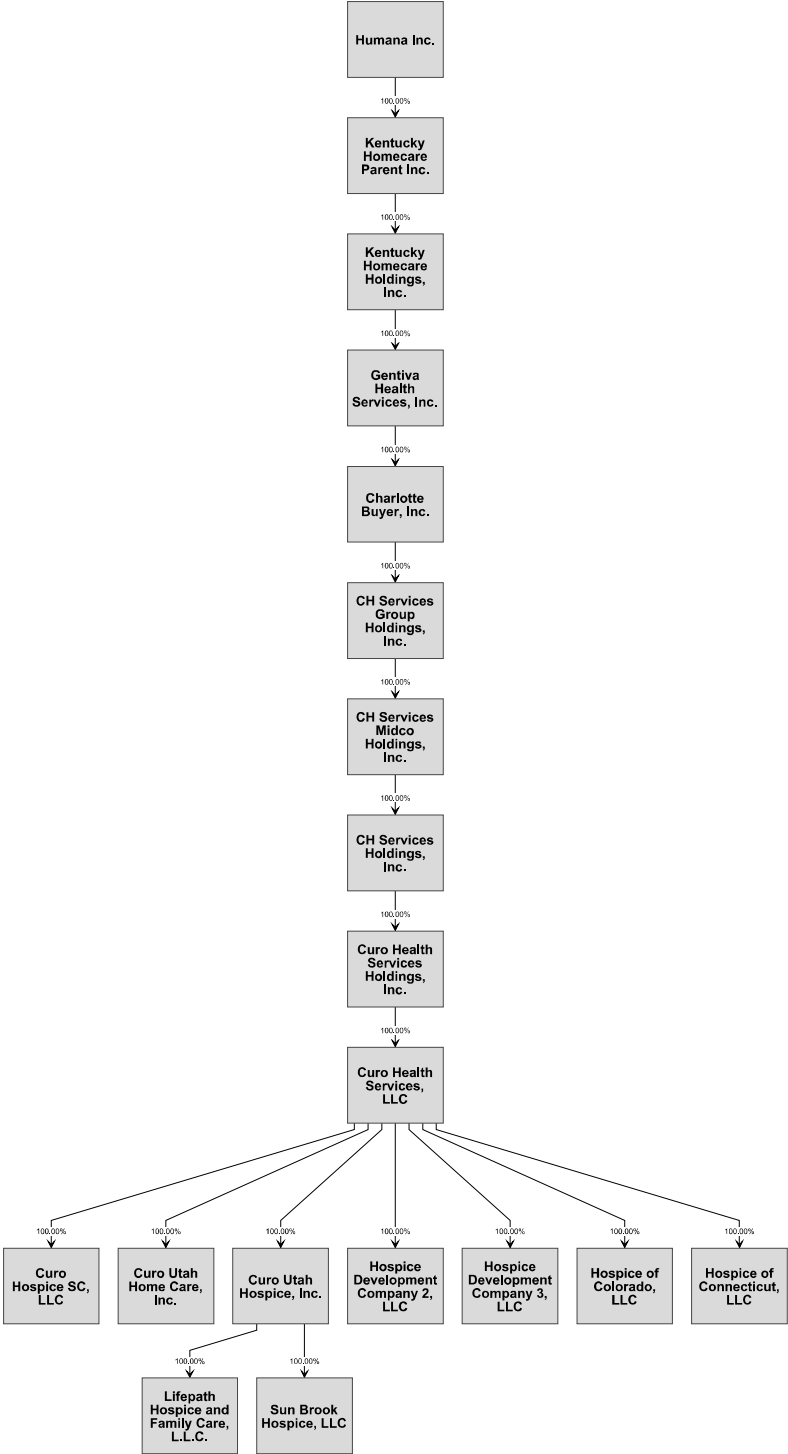 Humana Inc.
100.00%
Kentucky
Homecare
Parent Inc.
100.00%
Kentucky
Homecare
Holdings,
Inc.
100.00%
Gentiva
Health
Services, Inc.
100.00%
Charlotte
Buyer, Inc.
100.00%
CH Services
Group
Holdings,
Inc.
100.00%
CH Services
Midco
Holdings,
Inc.
100.00%
CH Services
Holdings,
Inc.
100.00%
Curo Health
Services
Holdings,
Inc.
100.00%
Curo Health
Services,
LLC
100.00%
100.00%
100.00%
100.00%
100.00%
100.00%
100.00%
Curo
Hospice SC,
LLC
Curo Utah
Home Care,
Inc.
Curo Utah
Hospice, Inc.
Hospice
Development
Company 2,
LLC
Hospice
Development
Company 3,
LLC
Hospice of
Colorado,
LLC
Hospice of
Connecticut,
LLC
100.00%
100.00%
Lifepath
Hospice and
Family Care,
L.L.C.
Sun Brook
Hospice, LLC